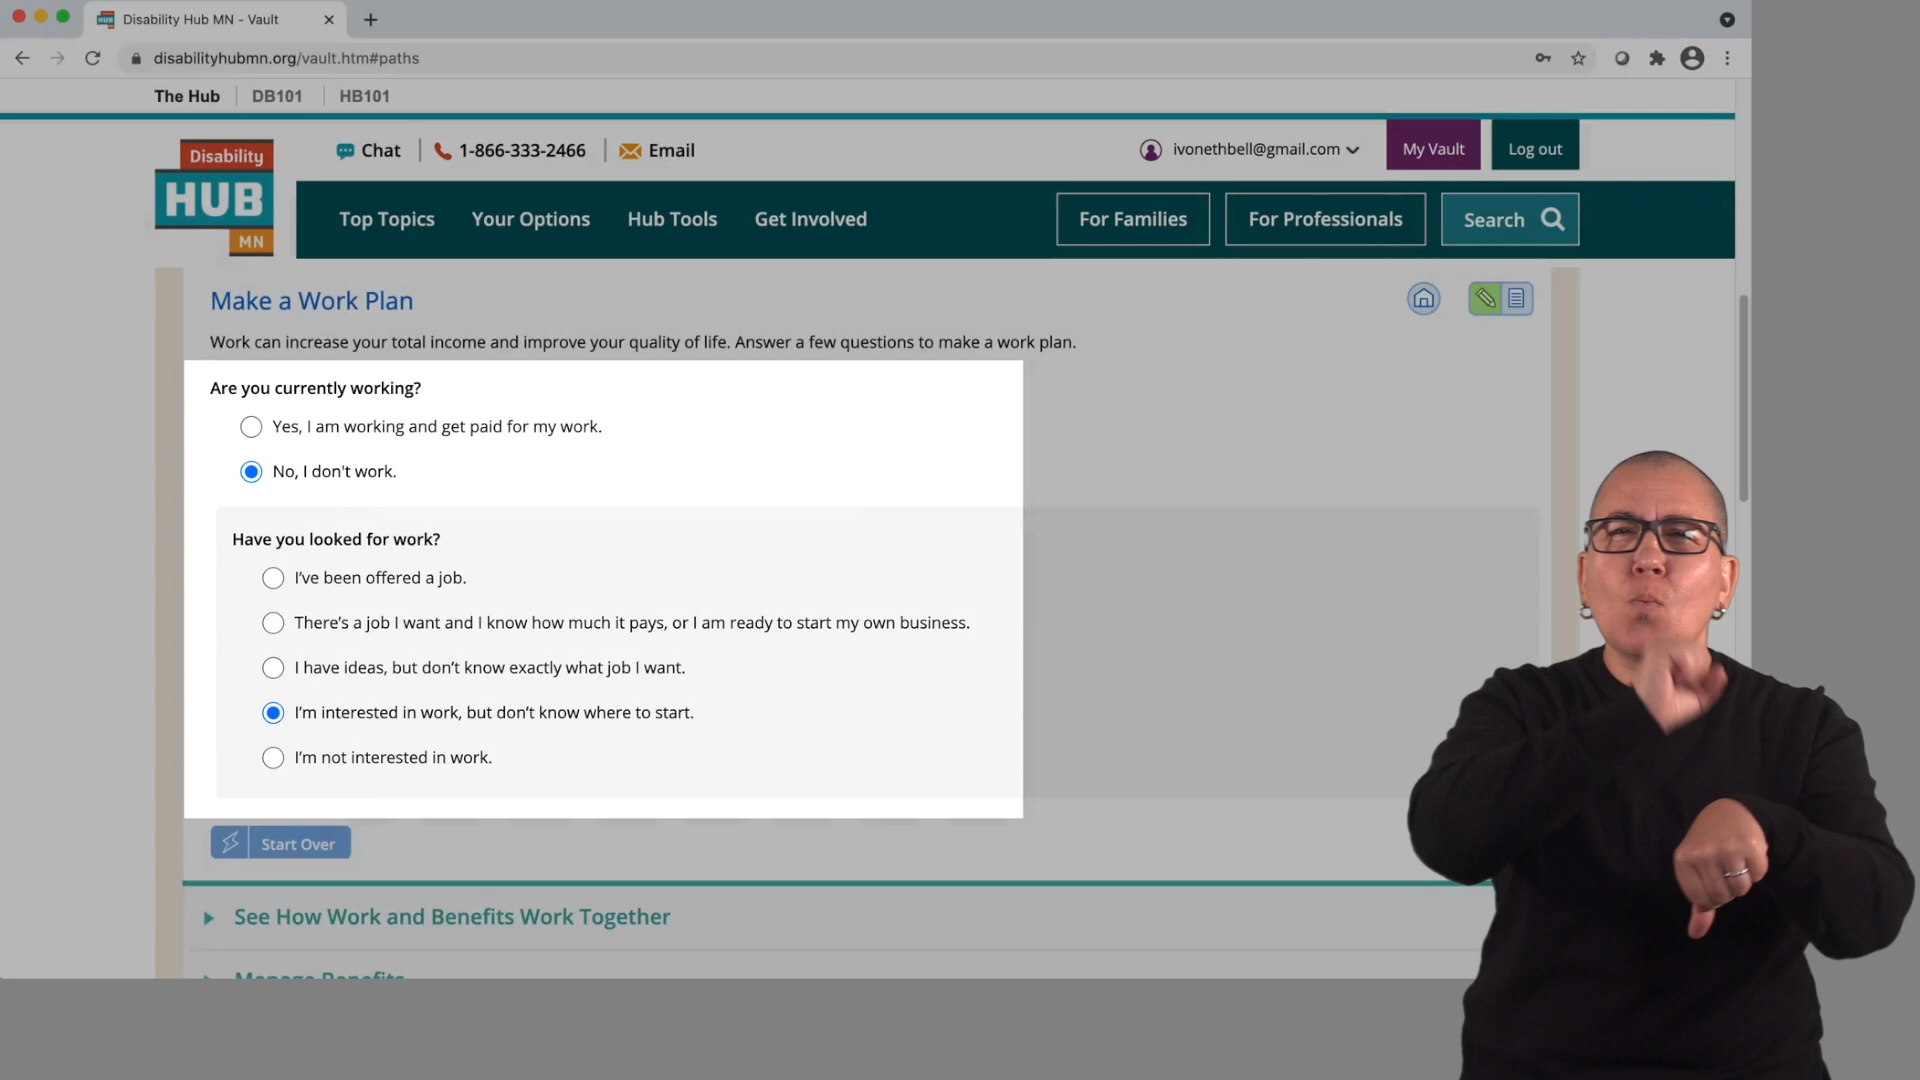 Disability Hub MN - Vault
disabilityhubmn.org/vault.htm#paths
The Hub DB101 HB101
Disability
HUB
MN
Chat 1-866-333-2466 Email
ivonethbell@gmail.com My Vault Log out
Top Topics Your Options Hub Tools Get Involved For Families For Professionals Search
Make a Work Plan
Work can increase your total income and improve your quality of life. Answer a few questions to make a work plan.
Are you currently working?
Yes, I am working and get paid for my work.
No, I don't work.
Have you looked for work?
I’ve been offered a job.
There’s a job I want and I know how much it pays, or I am ready to start my own business.
I have ideas, but don’t know exactly what job I want.
I’m interested in work, but don’t know where to start.
I’m not interested in work.
Start Over
See How Work and Benefits Work Together
Manage Benefits